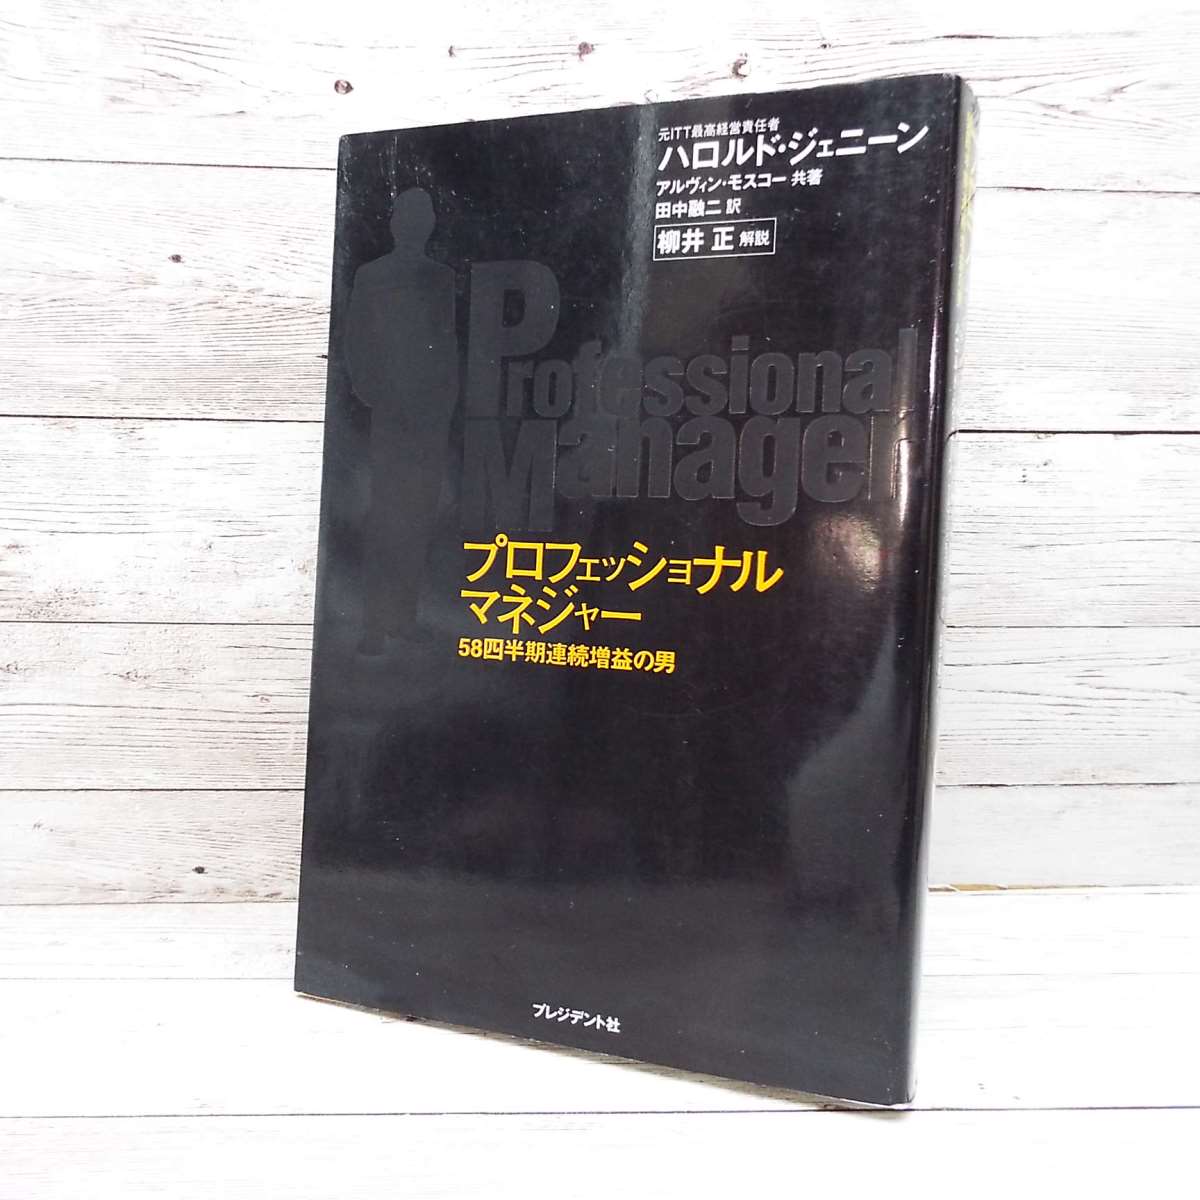 元ITT最高経営責任者
ハロルド・ジェニーン
アルヴィン・モスコー 共著
田中融二 訳
柳井 正 解説
Professional
Manager
プロフェッショナル
マネジャー
58四半期連続増益の男
プレジデント社